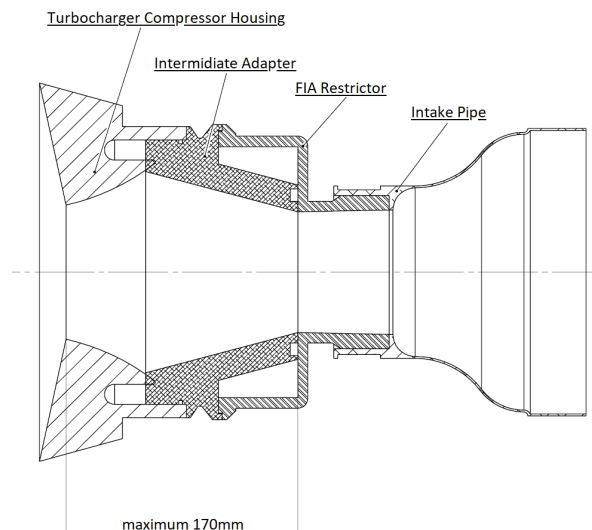 Turbocharger Compressor Housing
Intermidiate Adapter
FIA Restrictor
Intake Pipe
maximum 170mm